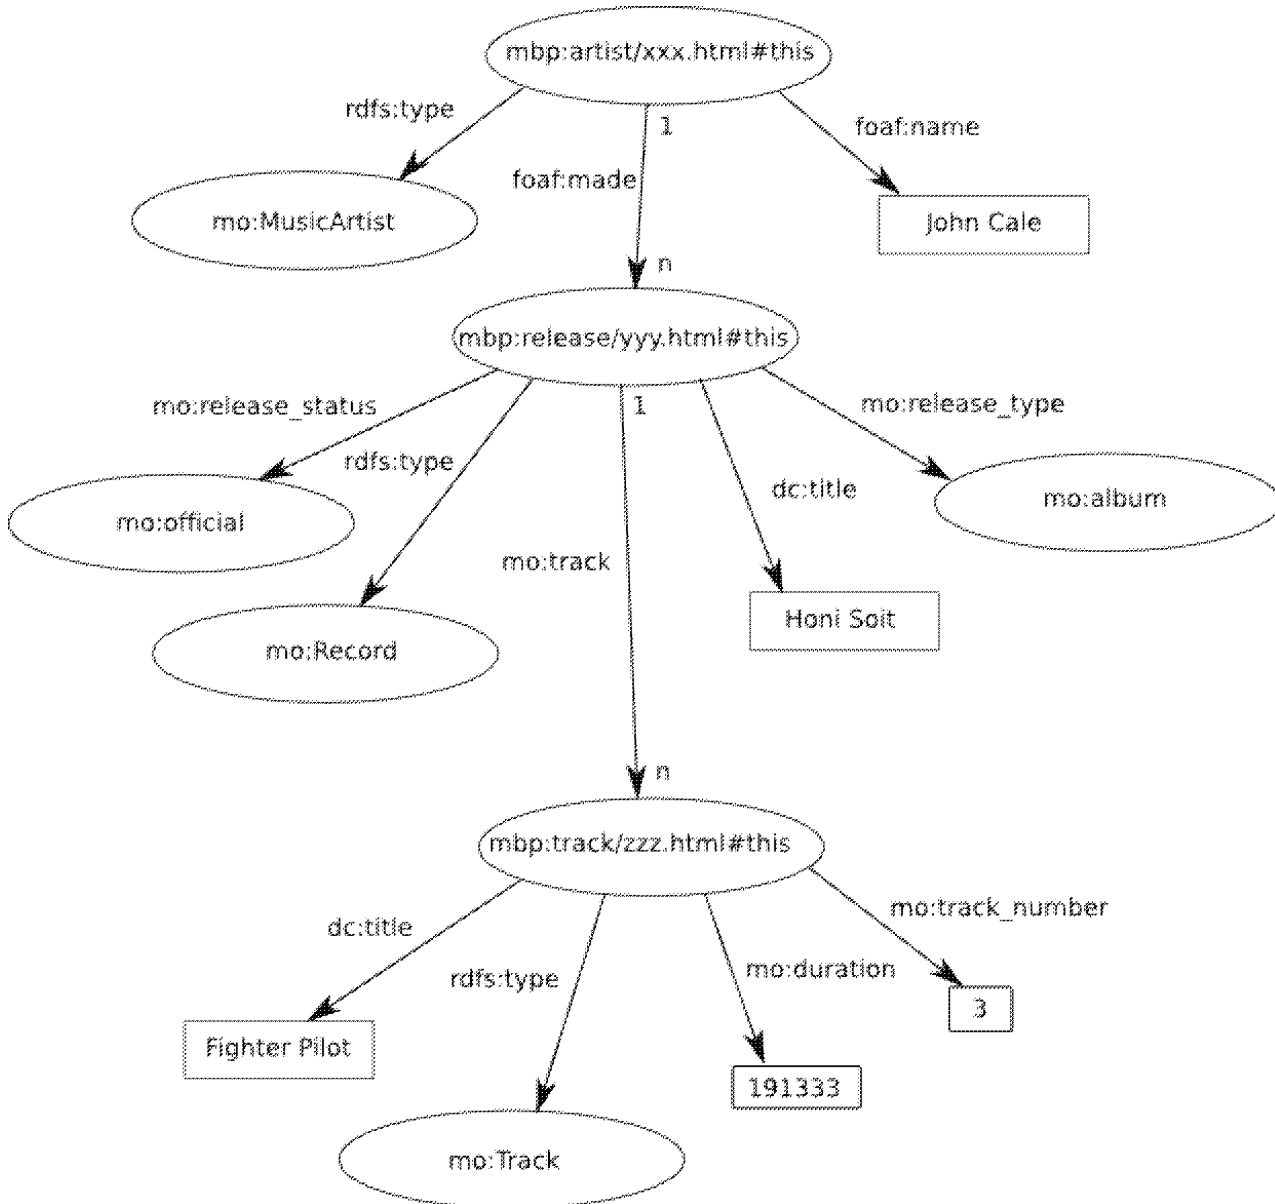 mbp:artist/xxx.html#this
rdfs:type
1
foaf:name
foaf:made
mo:MusicArtist
John Cale
n
mbp:release/yyy.html#this
mo:release_status
1
mo:release_type
rdfs:type
dc:title
mo:album
mo:official
mo:track
Honi Soit
mo:Record
n
mbp:track/zzz.html#this
mo:track_number
dc:title
mo:duration
rdfs:type
3
Fighter Pilot
191333
mo:Track